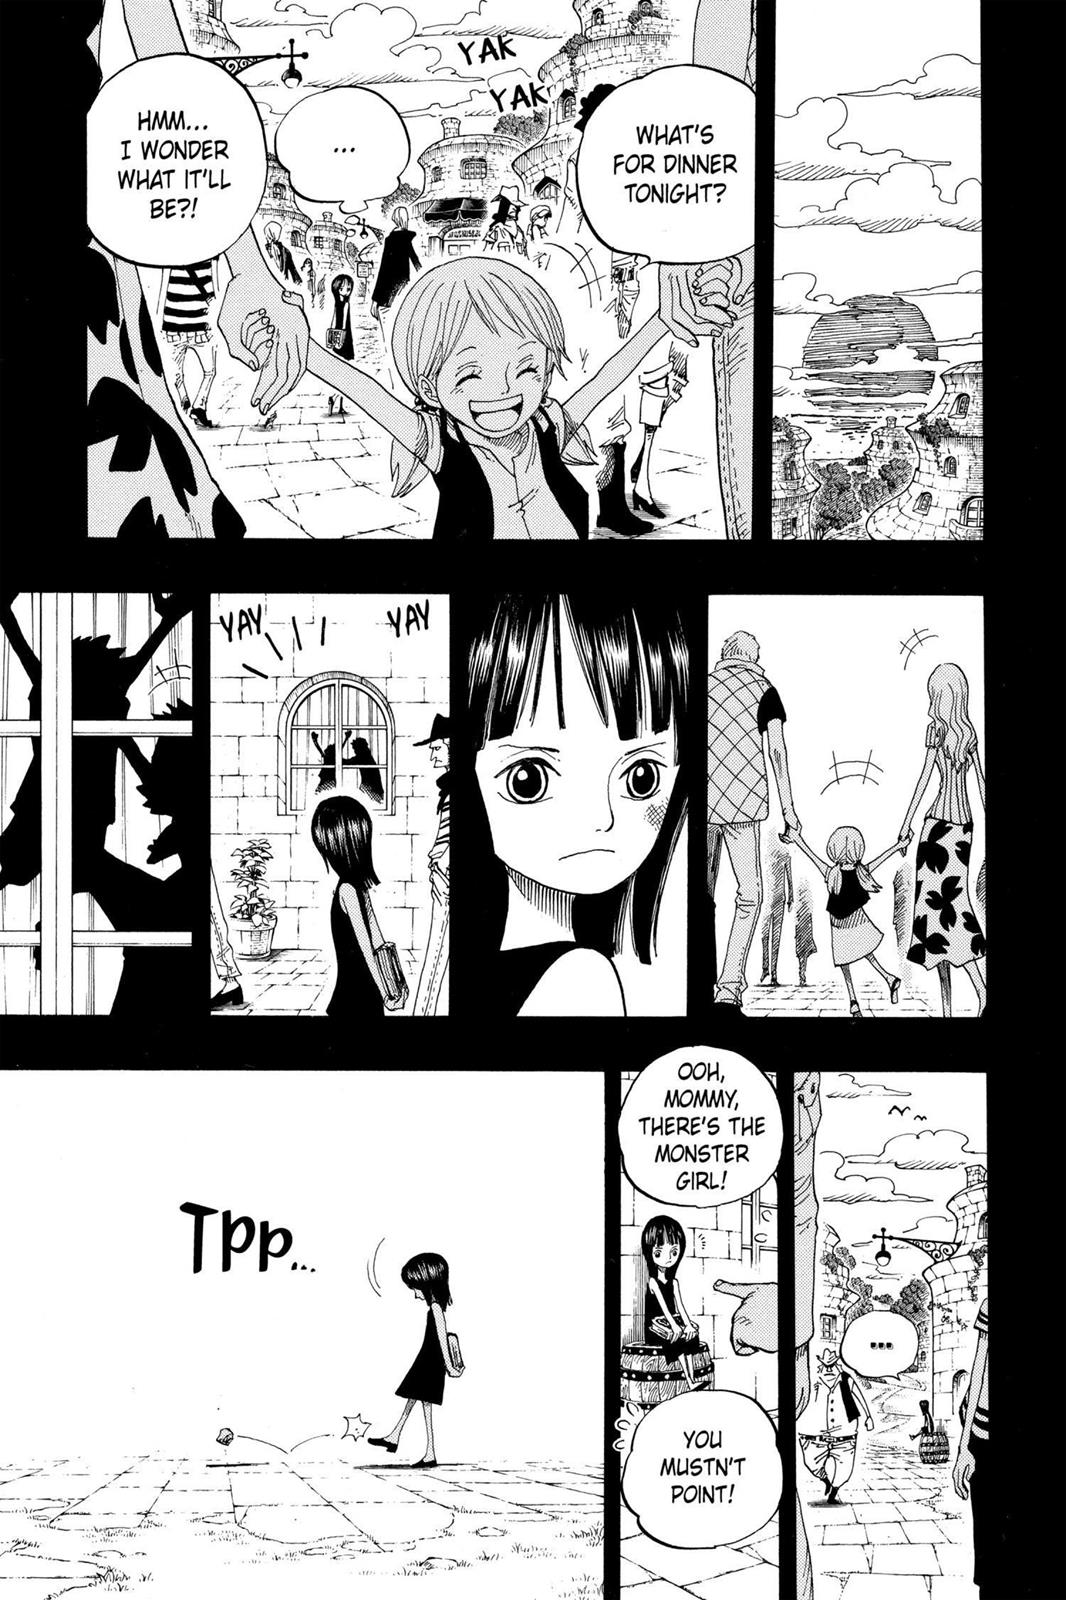 WHAT'S
FOR DINNER
TONIGHT?
YAK
YAK
...
HMM...
I WONDER
WHAT IT'LL
BE?!
YAY
YAY
...
OOH,
MOMMY,
THERE'S THE
MONSTER
GIRL!
YOU
MUSTN'T
POINT!
TPP...